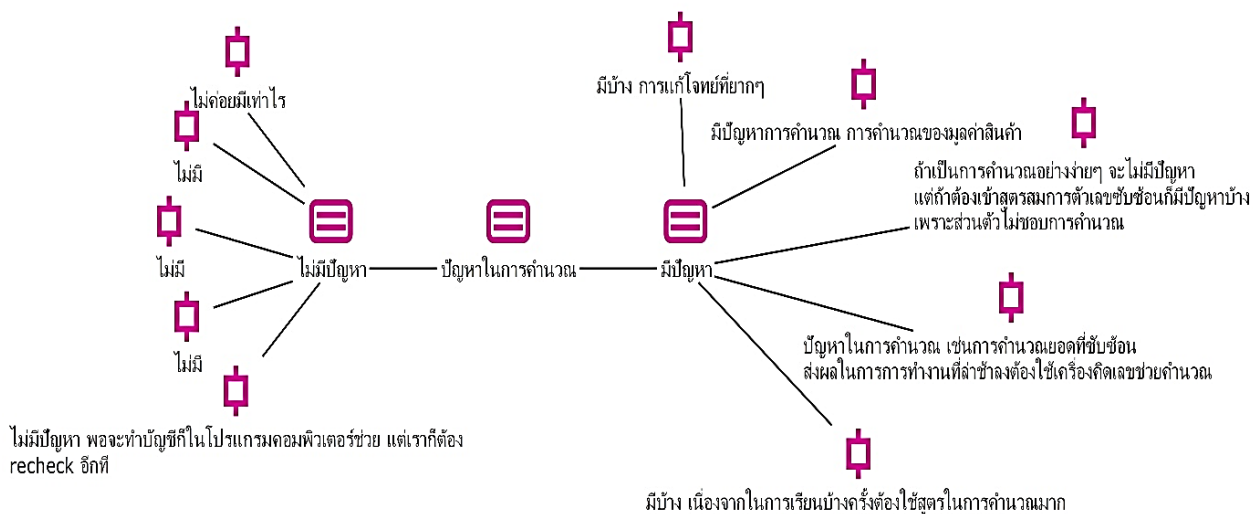 ไม่ค่อยมีเท่าไร
ไม่มี
ไม่มี
ไม่มี
ไม่มีปัญหา พอจะทำบัญชีก็ในโปรแกรมคอมพิวเตอร์ช่วย แต่เราก็ต้อง
recheck อีกที
ไม่มีปัญหา
ปัญหาในการคำนวณ
มีปัญหา
มีบ้าง การแก้โจทย์ที่ยากๆ
มีปัญหาการคำนวณ การคำนวณของมูลค่าสินค้า
ถ้าเป็นการคำนวณอย่างง่ายๆ จะไม่มีปัญหา
แต่ถ้าต้องเข้าสูตรสมการตัวเลขซับซ้อนก็มีปัญหาบ้าง
เพราะส่วนตัวไม่ชอบการคำนวณ
ปัญหาในการคำนวณ เช่นการคำนวณยอดที่ซับซ้อน
ส่งผลในการการทำงานที่ล่าช้าลงต้องใช้เครื่องคิดเลขช่วยคำนวณ
มีบ้าง เนื่องจากในการเรียนบ้างครั้งต้องใช้สูตรในการคำนวณมาก